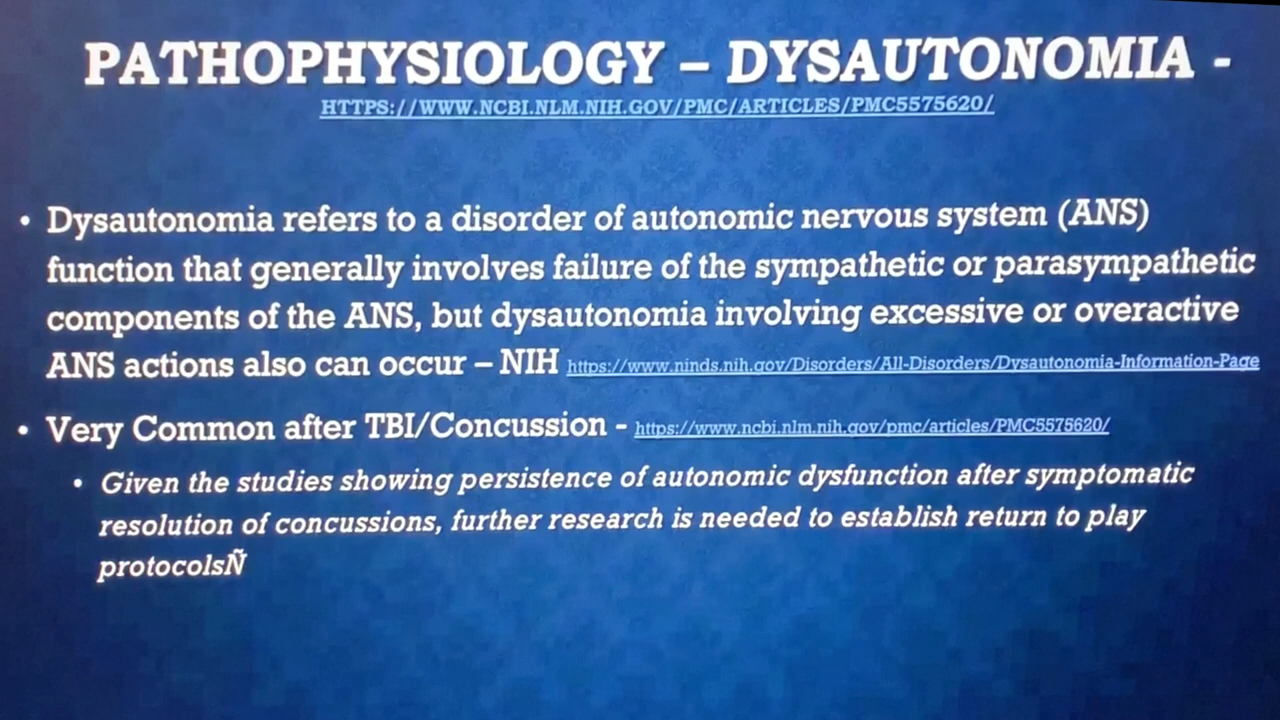 PATHOPHYSIOLOGY – DYSAUTONOMIA -
HTTPS://WWW.NCBI.NLM.NIH.GOV/PMC/ARTICLES/PMC5575620/
• Dysautonomia refers to a disorder of autonomic nervous system (ANS)
function that generally involves failure of the sympathetic or parasympathetic
components of the ANS, but dysautonomia involving excessive or overactive
ANS actions also can occur – NIH https://www.ninds.nih.gov/Disorders/All-Disorders/Dysautonomia-Information-Page
• Very Common after TBI/Concussion - https://www.ncbi.nlm.nih.gov/pmc/articles/PMC5575620/
• Given the studies showing persistence of autonomic dysfunction after symptomatic
resolution of concussions, further research is needed to establish return to play
protocolsÑ